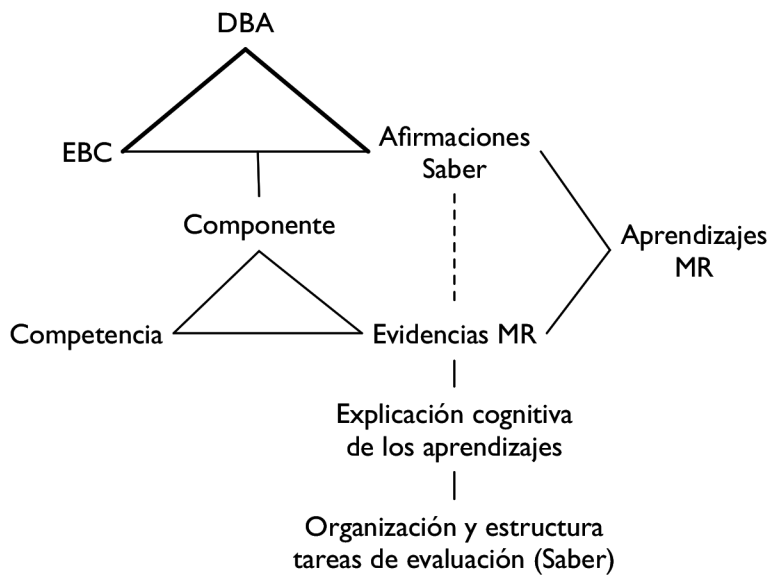 DBA
EBC
Afirmaciones
Saber
Componente
Aprendizajes
MR
Competencia
Evidencias MR
Explicación cognitiva
de los aprendizajes
Organización y estructura
tareas de evaluación (Saber)